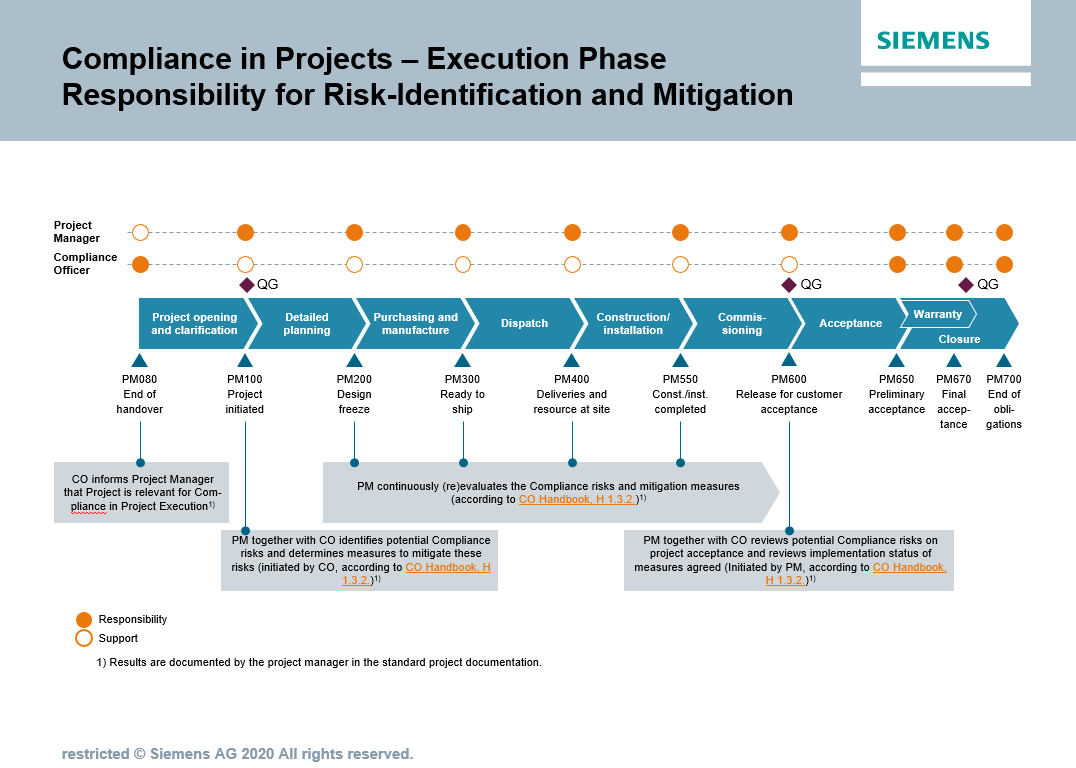 Compliance in Projects – Execution Phase
Responsibility for Risk-Identification and Mitigation
SIEMENS
Project
Manager
Compliance
Officer
QG
QG
QG
Project opening
and clarification
Detailed
planning
Purchasing and
manufacture
Dispatch
Construction/
installation
Commis-
sioning
Acceptance
Warranty
Closure
PM080
End of
handover
PM100
Project
initiated
PM200
Design
freeze
PM300
Ready to
ship
PM400
Deliveries and
resource at site
PM550
Const./inst.
completed
PM600
Release for customer
acceptance
PM650
Preliminary
acceptance
PM670
Final
accep-
tance
PM700
End of
obli-
gations
CO informs Project Manager
that Project is relevant for Com-
pliance in Project Execution1)
PM continuously (re)evaluates the Compliance risks and mitigation measures
(according to CO Handbook, H 1.3.2.)1)
PM together with CO identifies potential Compliance
risks and determines measures to mitigate these
risks (initiated by CO, according to CO Handbook, H
1.3.2.)1)
PM together with CO reviews potential Compliance risks on
project acceptance and reviews implementation status of
measures agreed (Initiated by PM, according to CO Handbook,
H 1.3.2.)1)
Responsibility
Support
1) Results are documented by the project manager in the standard project documentation.
restricted © Siemens AG 2020 All rights reserved.